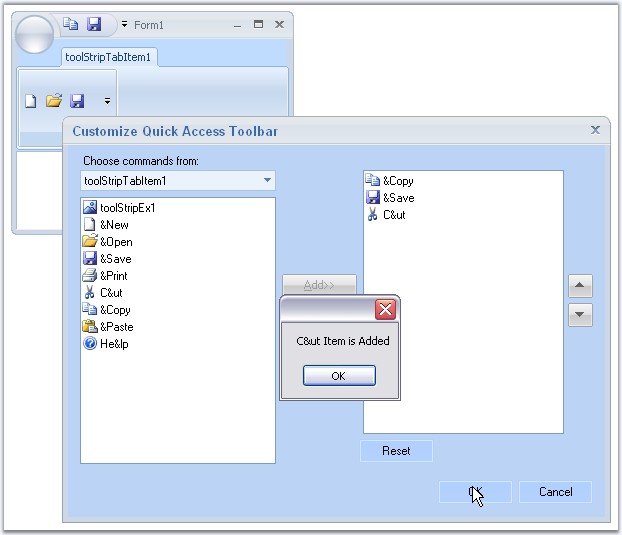 Form1
toolStripTabItem1
Customize Quick Access Toolbar
Choose commands from:
toolStripTabItem1
toolStripEx1
&New
&Open
&Save
&Print
C&ut
&Copy
&Paste
He&lp
Add>>
&Copy
&Save
C&ut
C&ut Item is Added
OK
Reset
Cancel